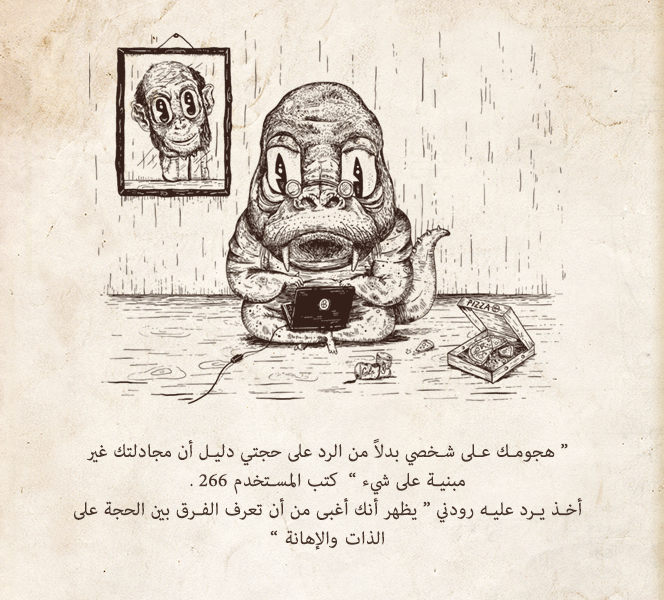 PIZZA
” هجومك على شخصي بدلاً من الرد على حجتي دليل أن مجادلتك غير
مبنية على شيء “ كتب المستخدم 266 .
أخذ يرد عليه رودني ” يظهر أنك أغبى من أن تعرف الفرق بين الحجة على
الذات والإهانة “